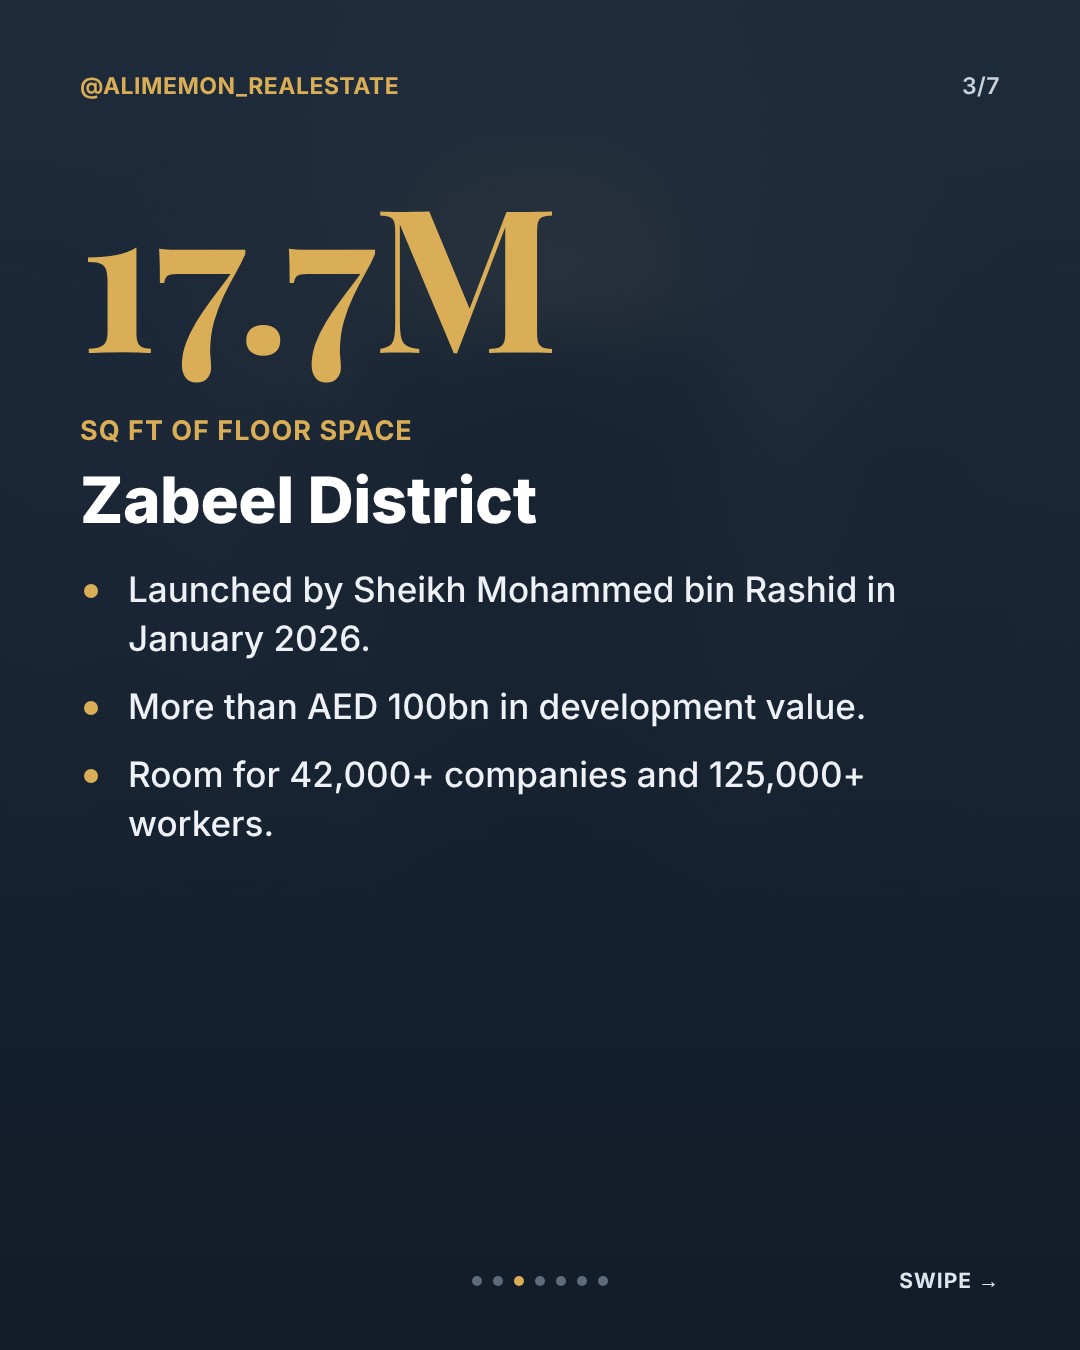 @ALIMEMON_REALESTATE
3/7
17.7M
SQ FT OF FLOOR SPACE
Zabeel District
• Launched by Sheikh Mohammed bin Rashid in
January 2026.
• More than AED 100bn in development value.
• Room for 42,000+ companies and 125,000+
workers.
SWIPE →